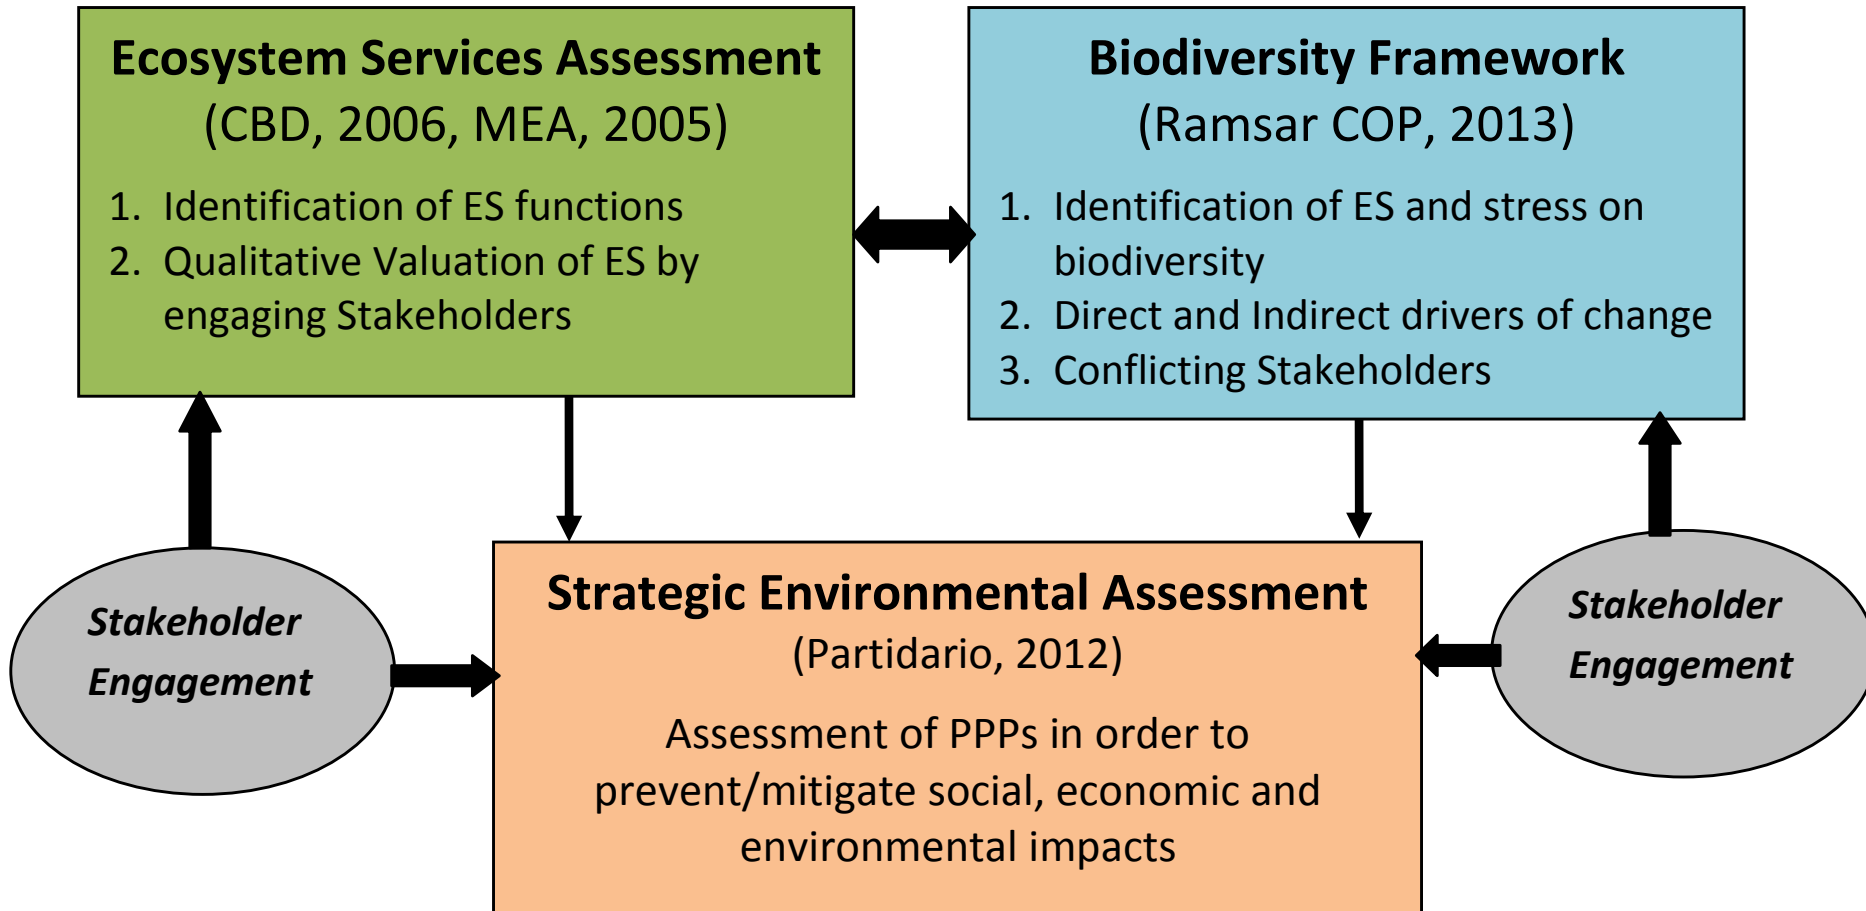 Ecosystem Services Assessment
(CBD, 2006, MEA, 2005)
1. Identification of ES functions
2. Qualitative Valuation of ES by
engaging Stakeholders
Biodiversity Framework
(Ramsar COP, 2013)
1. Identification of ES and stress on
biodiversity
2. Direct and Indirect drivers of change
3. Conflicting Stakeholders
Stakeholder
Engagement
Strategic Environmental Assessment
(Partidario, 2012)
Assessment of PPPs in order to
prevent/mitigate social, economic and
environmental impacts
Stakeholder
Engagement